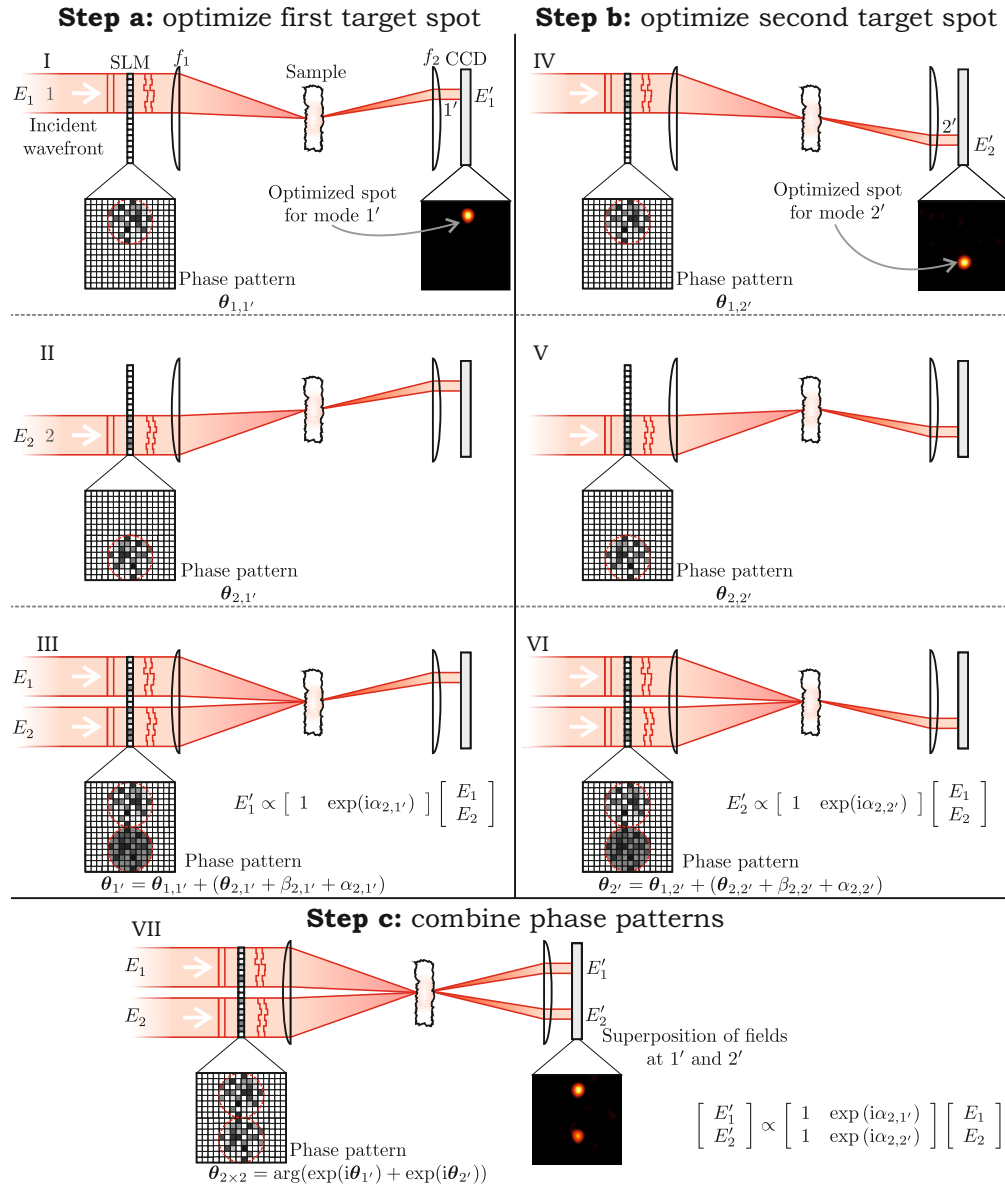 Step a: optimize first target spot
Step b: optimize second target spot
I
SLM
f₁
Sample
f₂ CCD
E₁ 1
E′₁
1′
Incident
wavefront
Optimized spot
for mode 1′
Phase pattern
θ₁,₁′
IV
2′
E′₂
Optimized spot
for mode 2′
Phase pattern
θ₁,₂′
II
E₂ 2
Phase pattern
θ₂,₁′
V
Phase pattern
θ₂,₂′
III
E₁
E₂
E′₁ ∝ [ 1 exp(iα₂,₁′) ] [ E₁ E₂ ]
Phase pattern
θ₁′ = θ₁,₁′ + (θ₂,₁′ + β₂,₁′ + α₂,₁′)
VI
E′₂ ∝ [ 1 exp(iα₂,₂′) ] [ E₁ E₂ ]
Phase pattern
θ₂′ = θ₁,₂′ + (θ₂,₂′ + β₂,₂′ + α₂,₂′)
Step c: combine phase patterns
VII
E₁
E′₁
E₂
E′₂
Superposition of fields
at 1′ and 2′
[ E′₁ E′₂ ] ∝ [ 1 exp (iα₂,₁′) 1 exp (iα₂,₂′) ] [ E₁ E₂ ]
Phase pattern
θ₂ₓ₂ = arg(exp(iθ₁′) + exp(iθ₂′))